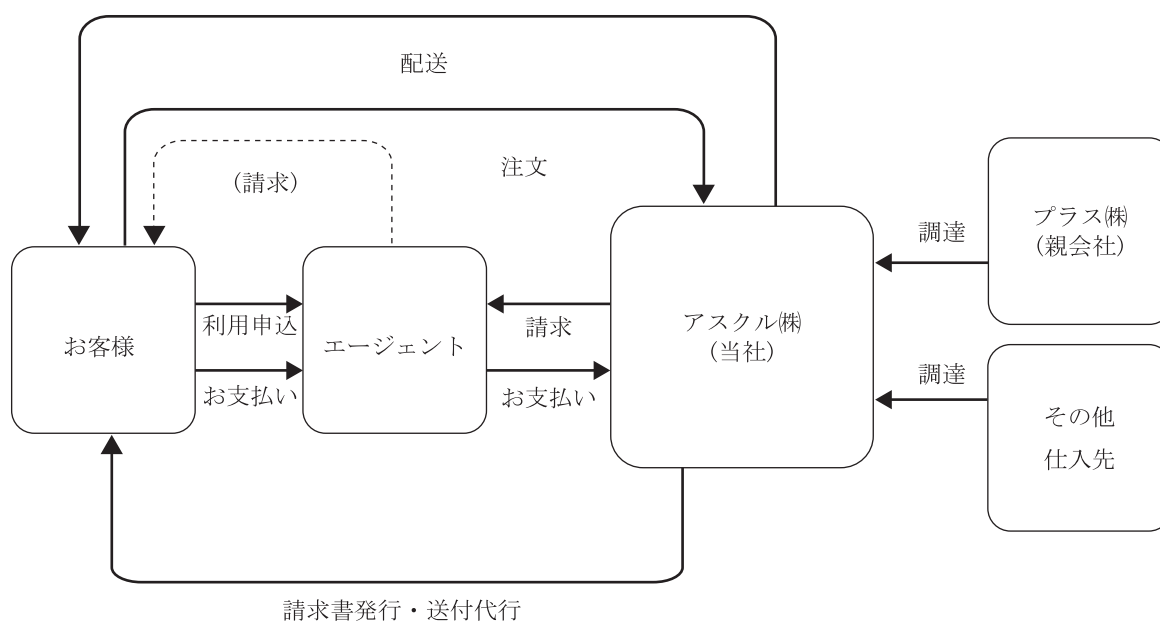 配送
注文
(請求)
調達
プラス㈱
(親会社)
お客様
利用申込
お支払い
エージェント
請求
お支払い
アスクル㈱
(当社)
調達
その他
仕入先
請求書発行・送付代行